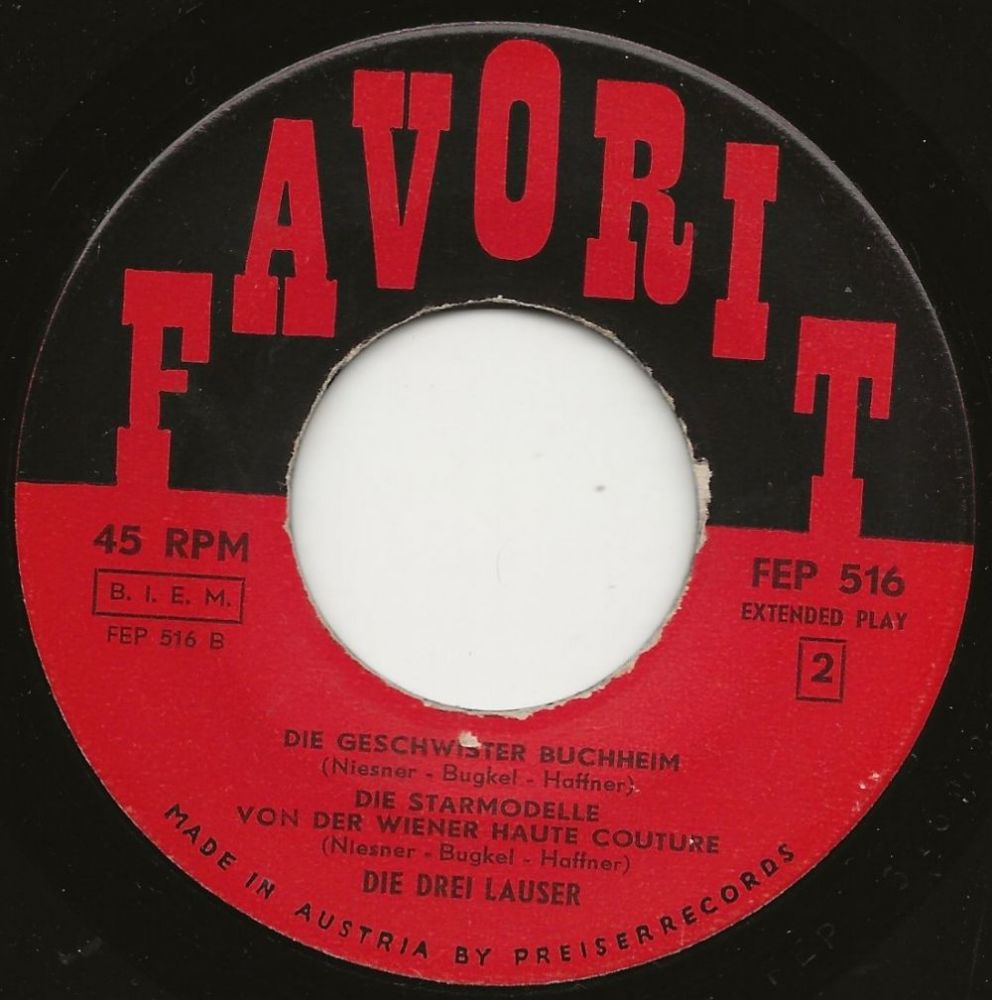 FAVORIT
45 RPM
B. I. E. M.
FEP 516 B
FEP 516
EXTENDED PLAY
2
DIE GESCHWISTER BUCHHEIM
(Niesner - Bugkel - Haffner)
DIE STARMODELLE
VON DER WIENER HAUTE COUTURE
(Niesner - Bugkel - Haffner)
DIE DREI LAUSER
MADE IN AUSTRIA BY PREISERRECORDS